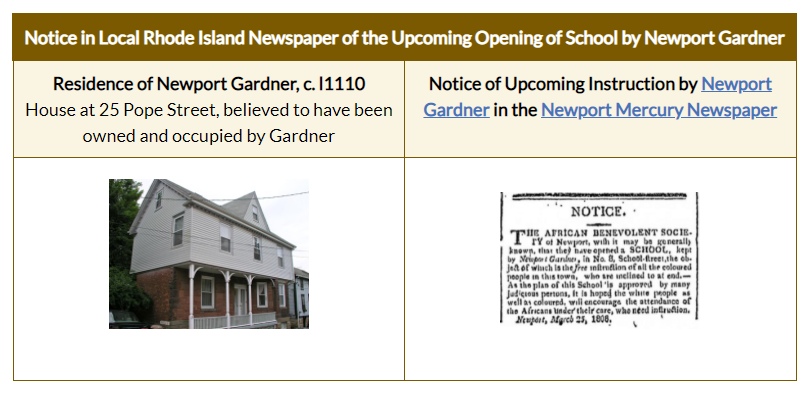 Notice in Local Rhode Island Newspaper of the Upcoming Opening of School by Newport Gardner
Residence of Newport Gardner, c. l1110
House at 25 Pope Street, believed to have been
owned and occupied by Gardner
Notice of Upcoming Instruction by Newport
Gardner in the Newport Mercury Newspaper
NOTICE.
THE AFRICAN BENEVOLENT SOCIE-
TY of Newport, wish it may be generally
known, that they have opened a SCHOOL, kept
by Newport Gardner, in No. 8, School-street, the ob-
ject of which is the free instruction of all the coloured
people in this town, who are inclined to at end.—
As the plan of this School is approved by many
judicious persons, it is hoped the white people as
well as coloured, will encourage the attendance of
the Africans under their care, who need instruction.
Newport, March 25, 1808.